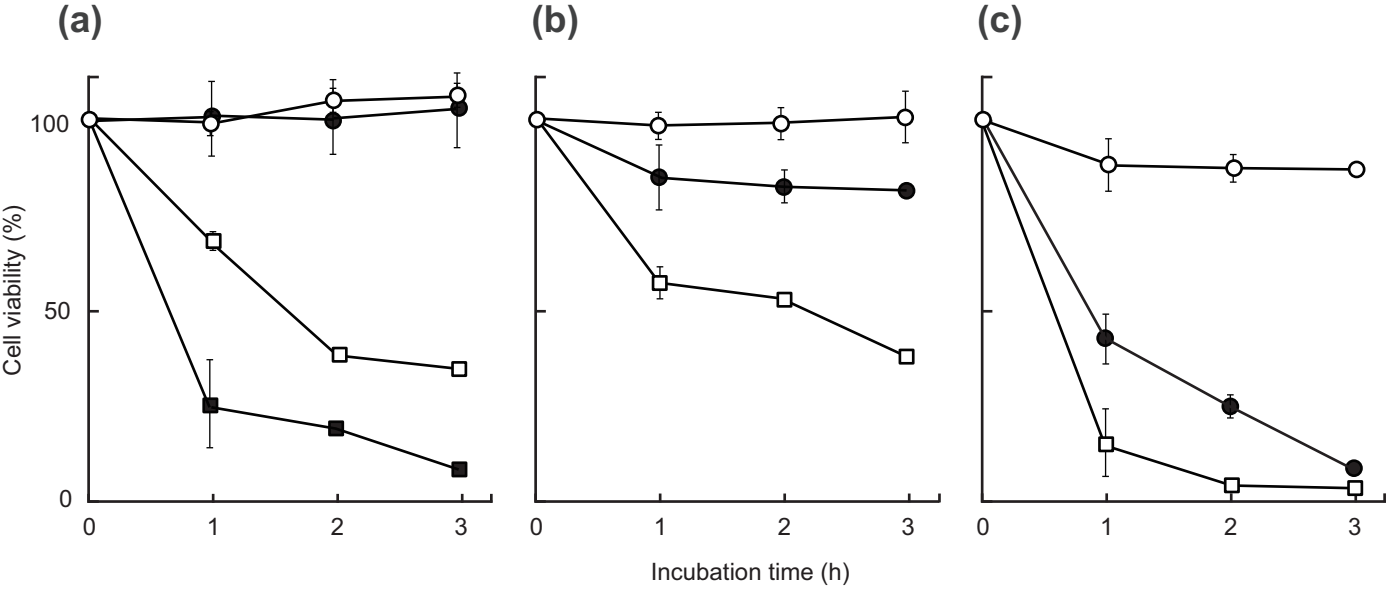 (a) (b) (c)
Cell viability (%)
100
50
0
0 1 2 3 0 1 2 3 0 1 2 3
Incubation time (h)